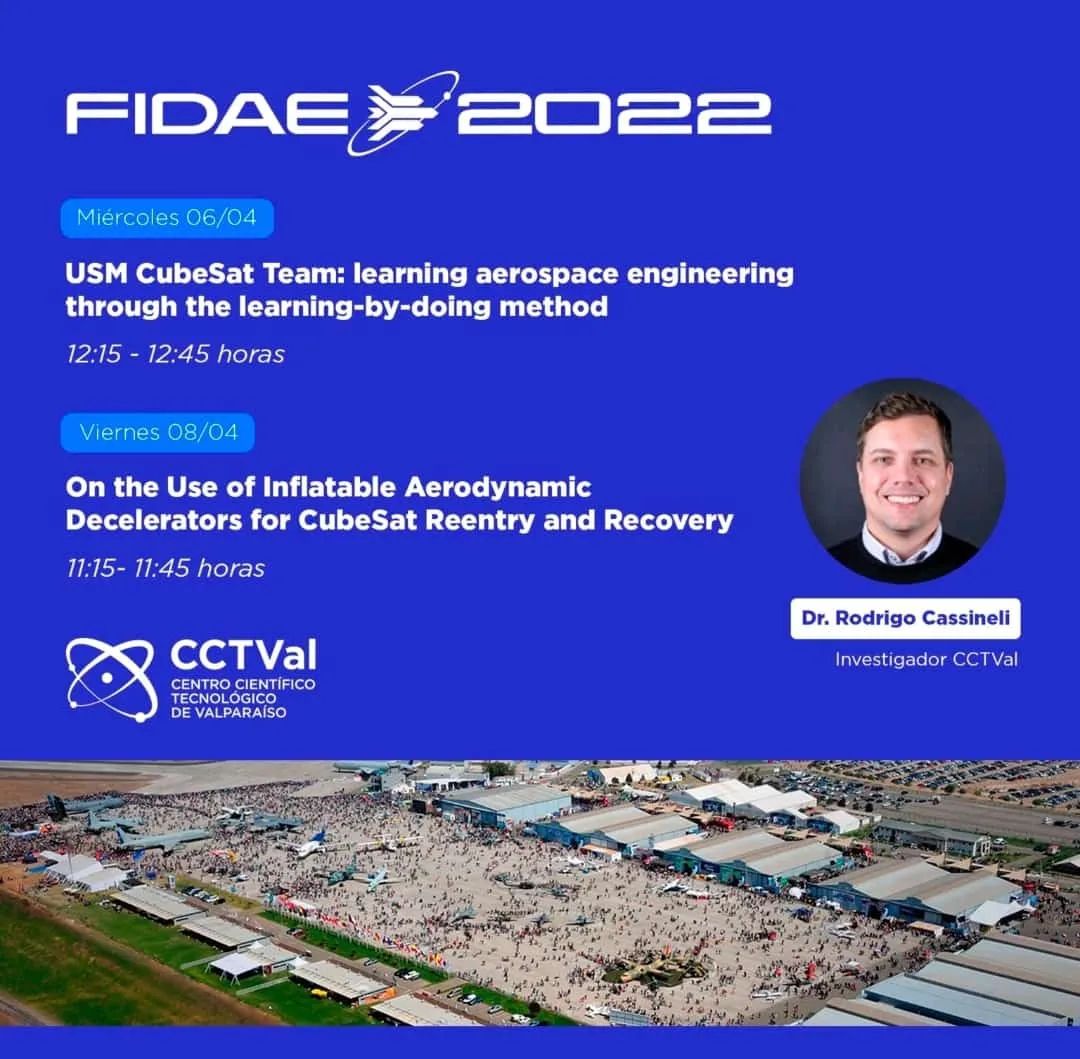 FIDAE 2022
Miércoles 06/04
USM CubeSat Team: learning aerospace engineering
through the learning-by-doing method
12:15 - 12:45 horas
Viernes 08/04
On the Use of Inflatable Aerodynamic
Decelerators for CubeSat Reentry and Recovery
11:15- 11:45 horas
Dr. Rodrigo Cassineli
Investigador CCTVal
CCTVal
CENTRO CIENTÍFICO
TECNOLÓGICO
DE VALPARAÍSO